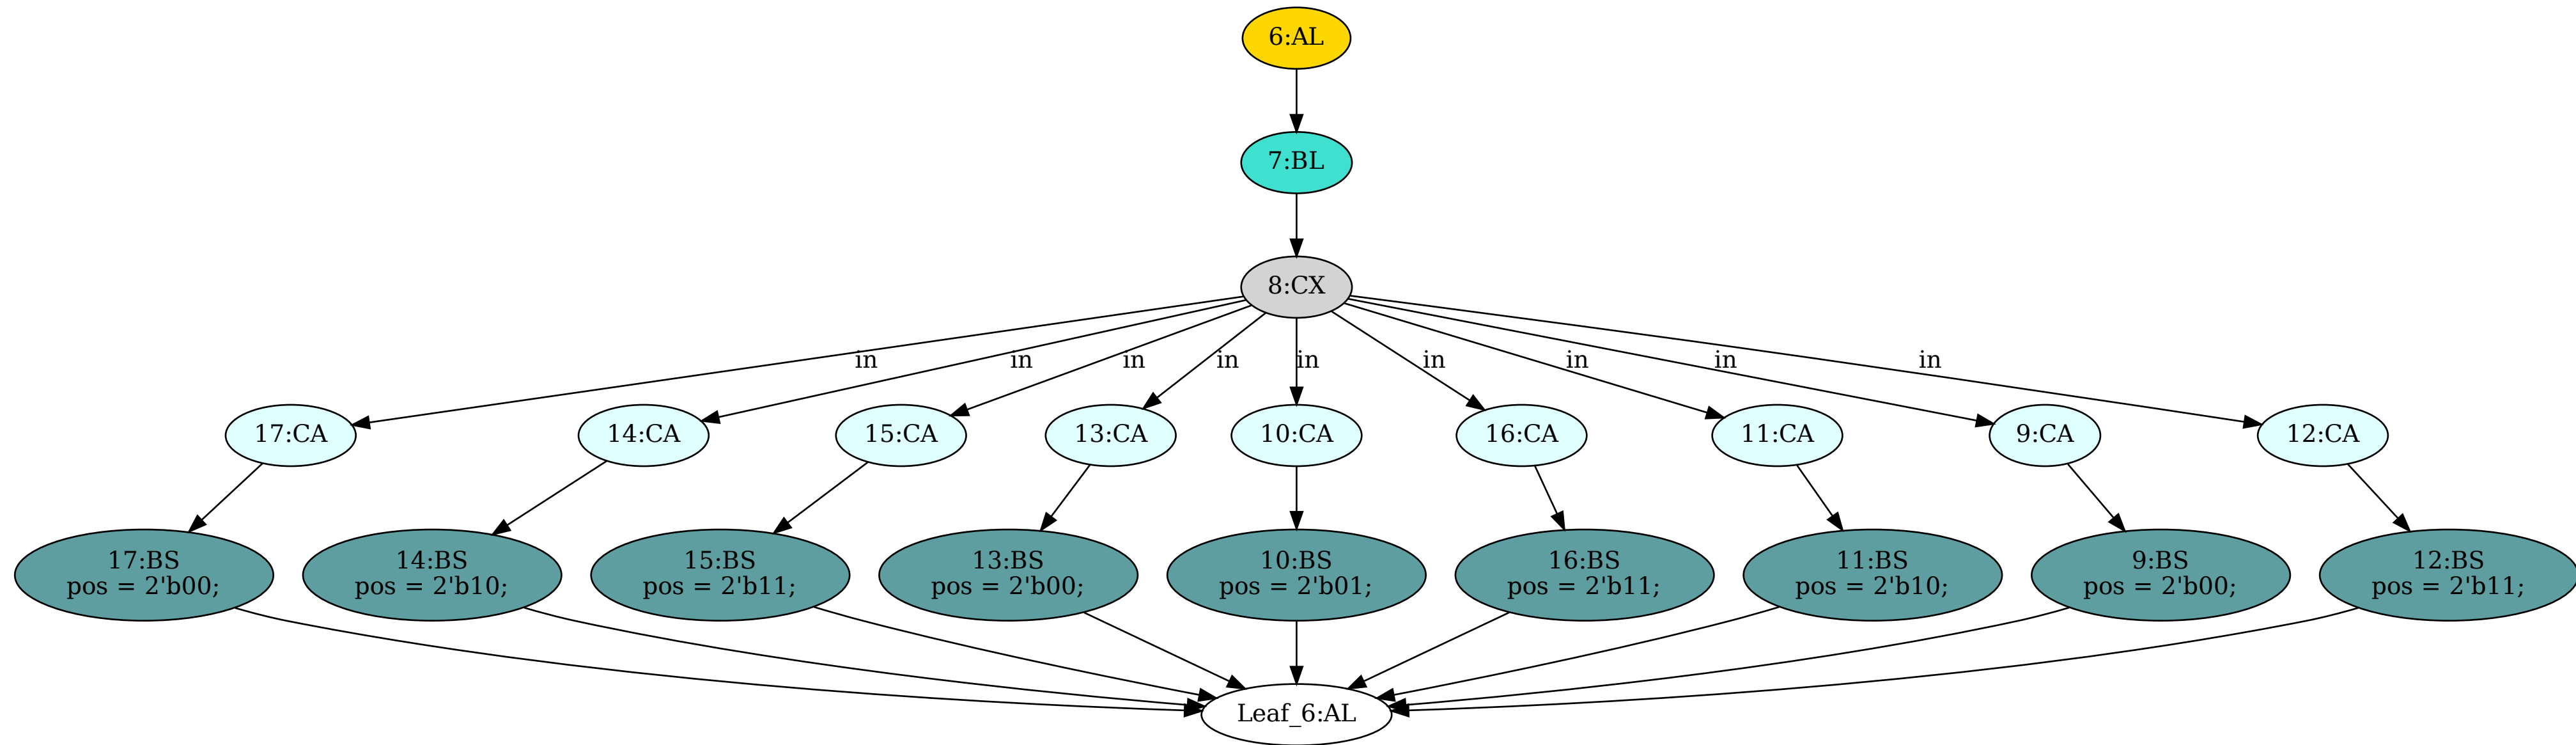 6:AL
7:BL
8:CX
in in in in in in in in in
17:CA 14:CA 15:CA 13:CA 10:CA 16:CA 11:CA 9:CA 12:CA
17:BS 14:BS 15:BS 13:BS 10:BS 16:BS 11:BS 9:BS 12:BS
pos = 2'b00; pos = 2'b10; pos = 2'b11; pos = 2'b00; pos = 2'b01; pos = 2'b11; pos = 2'b10; pos = 2'b00; pos = 2'b11;
Leaf_6:AL